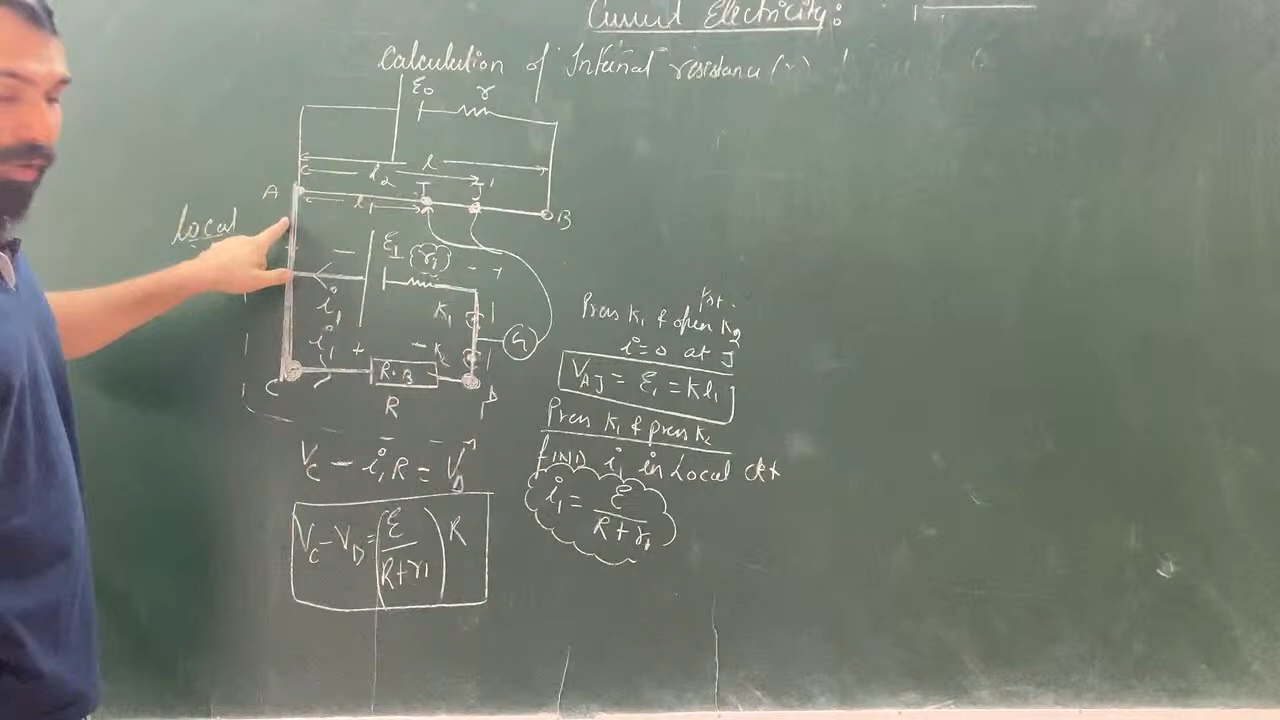 Current Electricity:
Calculation of Internal resistance (r)
E₀ r
l
l₂ J J'
A l₁ B
Local
E₁ r₁
− − +
i₁ K₁
G
i₁ + − K₂
R.B
C D
R
V_C − i₁R = V_D
V_C − V_D = (E / (R + r₁)) R
Press K₁ & open K₂
i = 0 at J
V_AJ = E₁ = Kl₁
Press K₁ & press K₂
find i₁ in Local ckt
i₁ = E / (R + r₁)